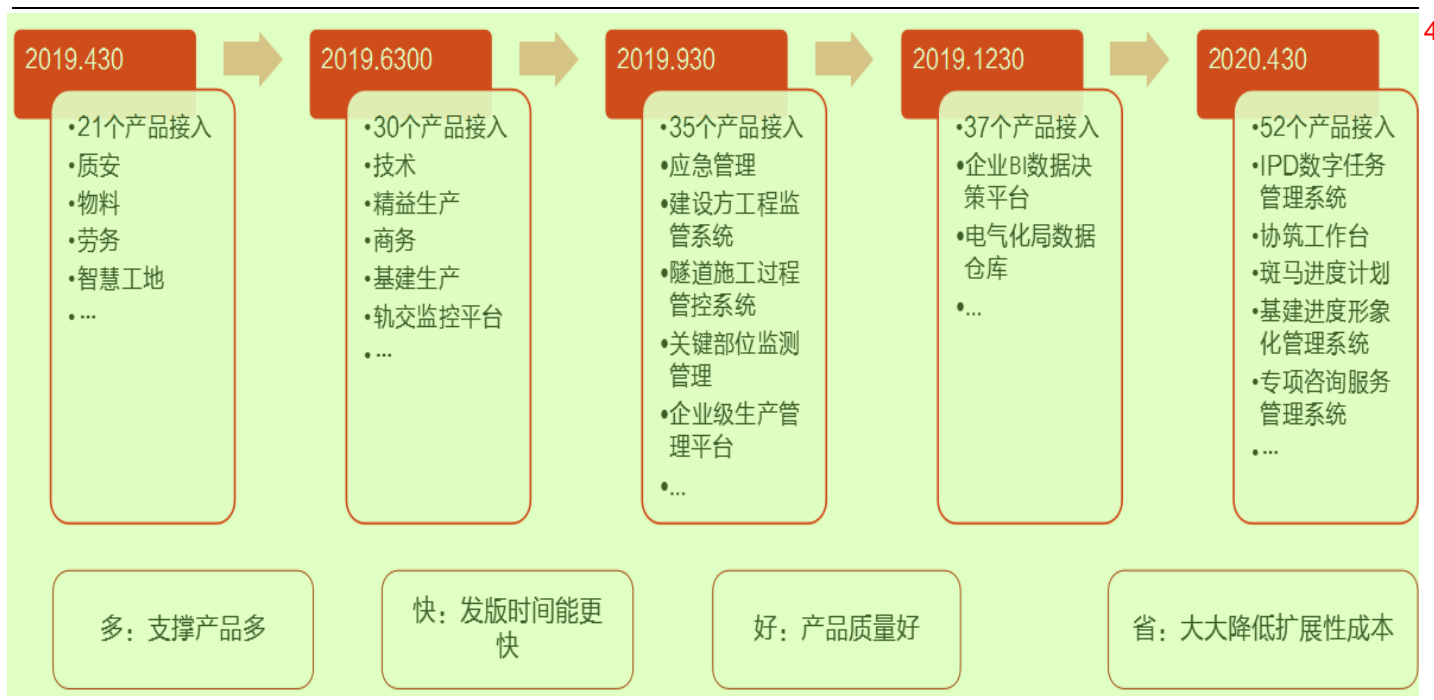 4
2019.430
•21个产品接入
•质安
•物料
•劳务
•智慧工地
•...
2019.6300
•30个产品接入
•技术
•精益生产
•商务
•基建生产
•轨交监控平台
•...
2019.930
•35个产品接入
•应急管理
•建设方工程监
管系统
•隧道施工过程
管控系统
•关键部位监测
管理
•企业级生产管
理平台
•...
2019.1230
•37个产品接入
•企业BI数据决
策平台
•电气化局数据
仓库
•...
2020.430
•52个产品接入
•IPD数字任务
管理系统
•协筑工作台
•斑马进度计划
•基建进度形象
化管理系统
•专项咨询服务
管理系统
•...
多：支撑产品多
快：发版时间能更
快
好：产品质量好
省：大大降低扩展性成本